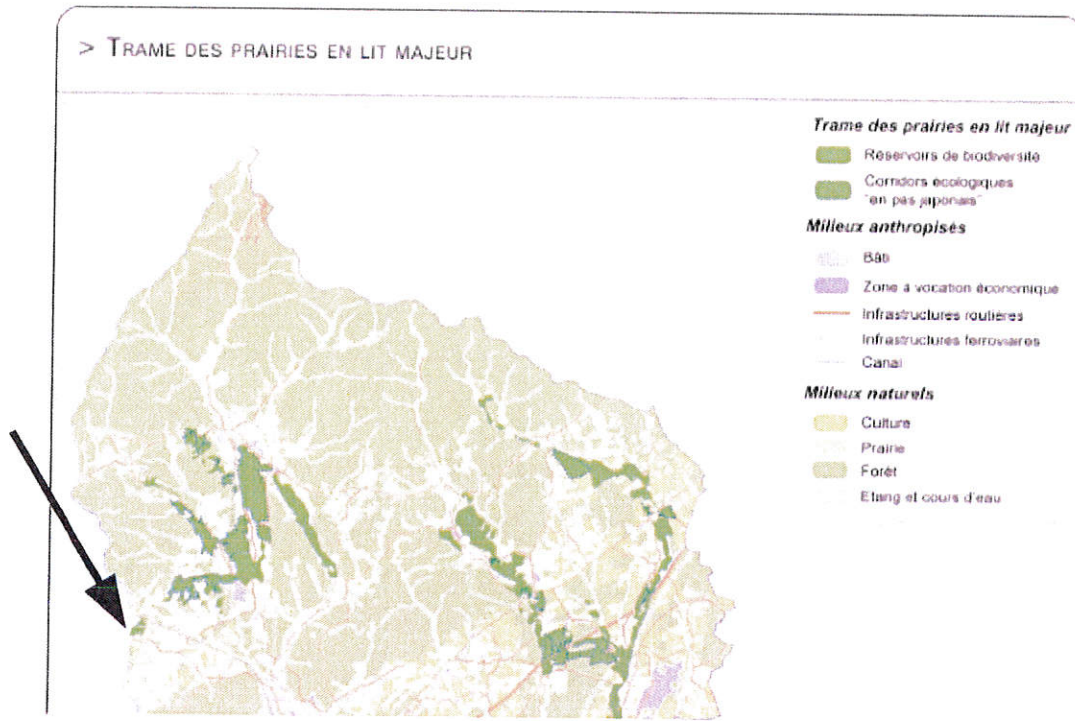 > TRAME DES PRAIRIES EN LIT MAJEUR
Trame des prairies en lit majeur
Réservoirs de biodiversité
Corridors écologiques
"en pas japonais"
Milieux anthropisés
Bâti
Zone à vocation économique
Infrastructures routières
Infrastructures ferroviaires
Canal
Milieux naturels
Culture
Prairie
Forêt
Etang et cours d'eau